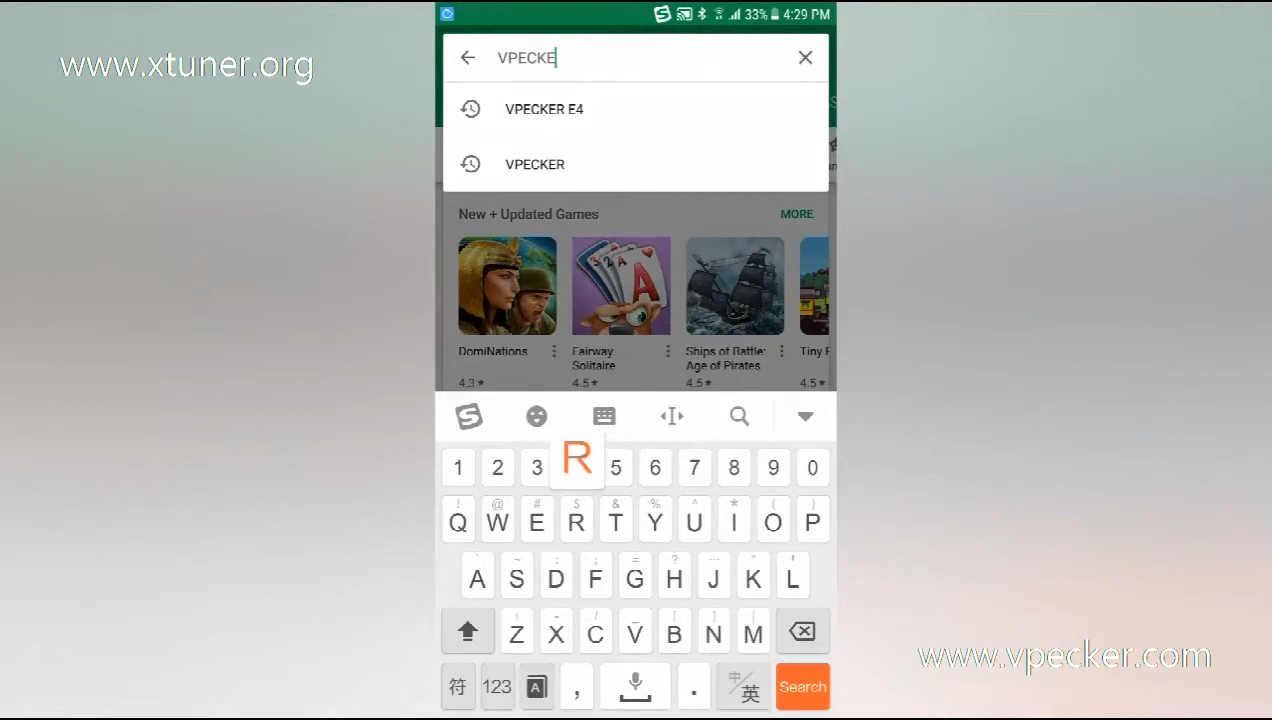 www.xtuner.org
33% 4:29 PM
VPECKE
VPECKER E4
VPECKER
New + Updated Games
MORE
DomiNations
4.3★
Fairway
Solitaire
4.5★
Ships of Battle:
Age of Pirates
4.5★
Tiny
R
1 2 3 5 6 7 8 9 0
! @ # $ & % ^ * ( )
Q W E R T Y U I O P
` ~ : ; = ? ... " '
A S D F G H J K L
Z X C V B N M
符 123 A , . 中/英 Search
www.vpecker.com